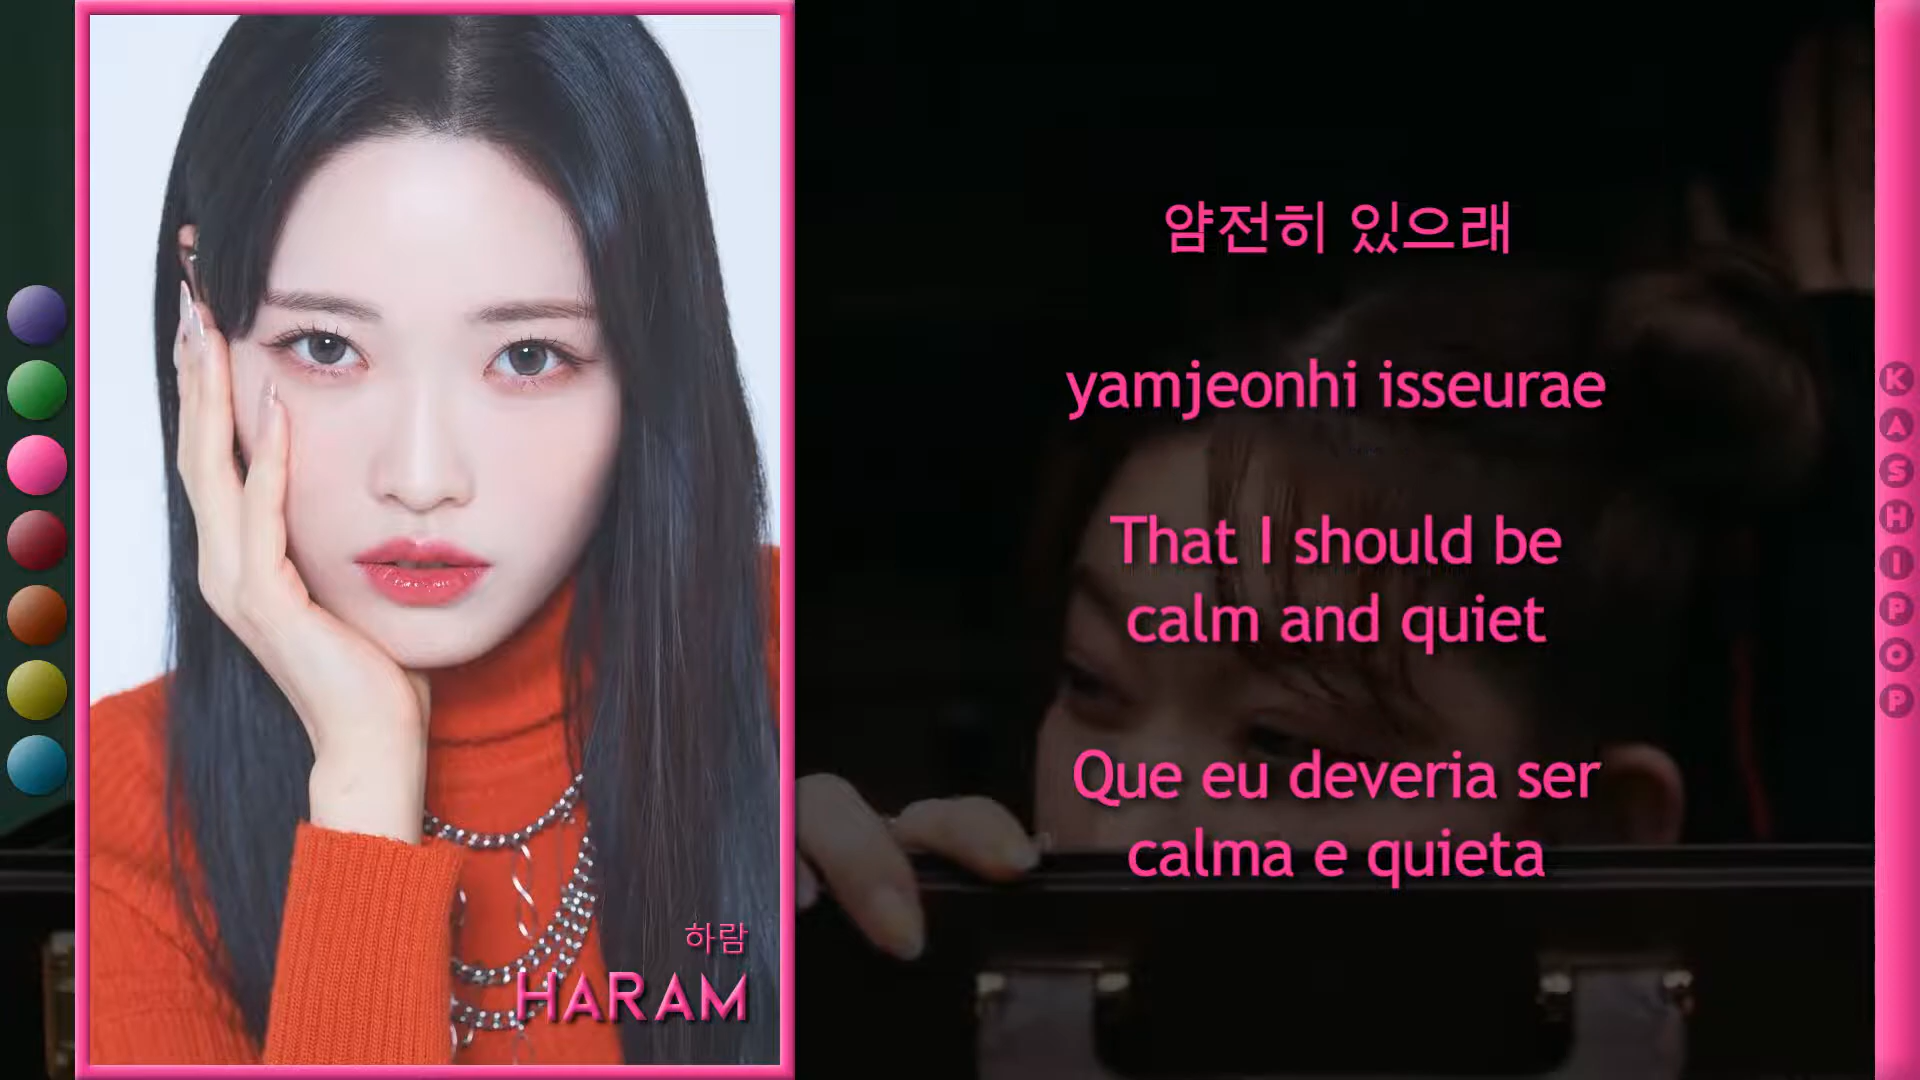 하람
HARAM
얌전히 있으래
yamjeonhi isseurae
That I should be
calm and quiet
Que eu deveria ser
calma e quieta
KASHIPOP